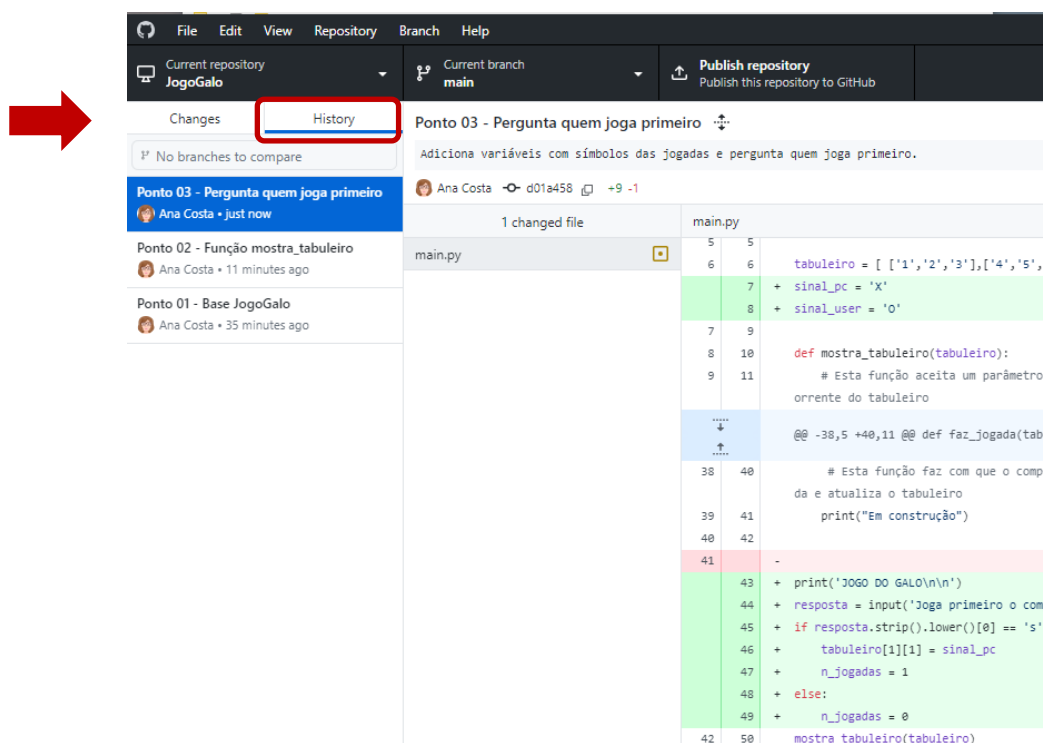 File Edit View Repository Branch Help
Current repository
JogoGalo
Current branch
main
Publish repository
Publish this repository to GitHub
Changes History
No branches to compare
Ponto 03 - Pergunta quem joga primeiro
Ana Costa • just now
Ponto 02 - Função mostra_tabuleiro
Ana Costa • 11 minutes ago
Ponto 01 - Base JogoGalo
Ana Costa • 35 minutes ago
Ponto 03 - Pergunta quem joga primeiro
Adiciona variáveis com símbolos das jogadas e pergunta quem joga primeiro.
Ana Costa d01a458 +9 -1
1 changed file
main.py
main.py
5 5
6 6 tabuleiro = [ ['1','2','3'],['4','5',
7 + sinal_pc = 'X'
8 + sinal_user = 'O'
7 9
8 10 def mostra_tabuleiro(tabuleiro):
9 11 # Esta função aceita um parâmetro
orrente do tabuleiro
@@ -38,5 +40,11 @@ def faz_jogada(tab
38 40 # Esta função faz com que o comp
da e atualiza o tabuleiro
39 41 print("Em construção")
40 42
41 -
43 + print('JOGO DO GALO\n\n')
44 + resposta = input('Joga primeiro o com
45 + if resposta.strip().lower()[0] == 's'
46 + tabuleiro[1][1] = sinal_pc
47 + n_jogadas = 1
48 + else:
49 + n_jogadas = 0
42 50 mostra_tabuleiro(tabuleiro)